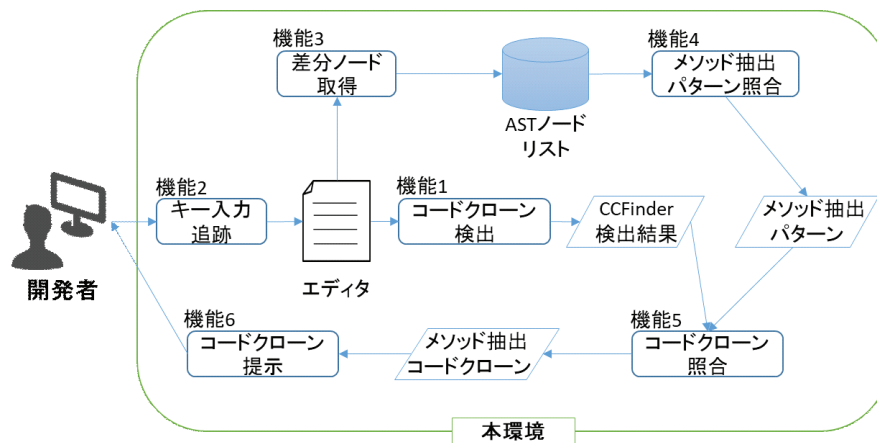 機能3
差分ノード
取得
ASTノード
リスト
機能4
メソッド抽出
パターン照合
機能2
キー入力
追跡
エディタ
機能1
コードクローン
検出
CCFinder
検出結果
メソッド抽出
パターン
開発者
機能6
コードクローン
提示
メソッド抽出
コードクローン
機能5
コードクローン
照合
本環境